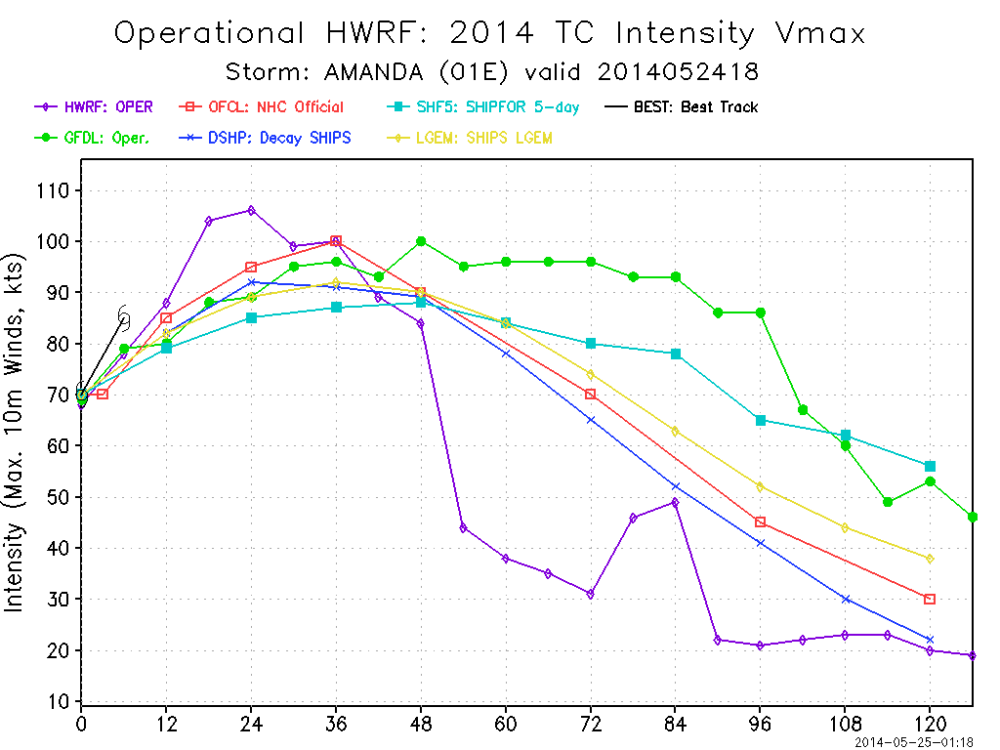 Operational HWRF: 2014 TC Intensity Vmax
Storm: AMANDA (01E) valid 2014052418
HWRF: OPER OFCL: NHC Official SHF5: SHIPFOR 5-day BEST: Best Track
GFDL: Oper. DSHP: Decay SHIPS LGEM: SHIPS LGEM
Intensity (Max. 10m Winds, kts)
110
100
90
80
70
60
50
40
30
20
10
0 12 24 36 48 60 72 84 96 108 120
2014-05-25-01:18